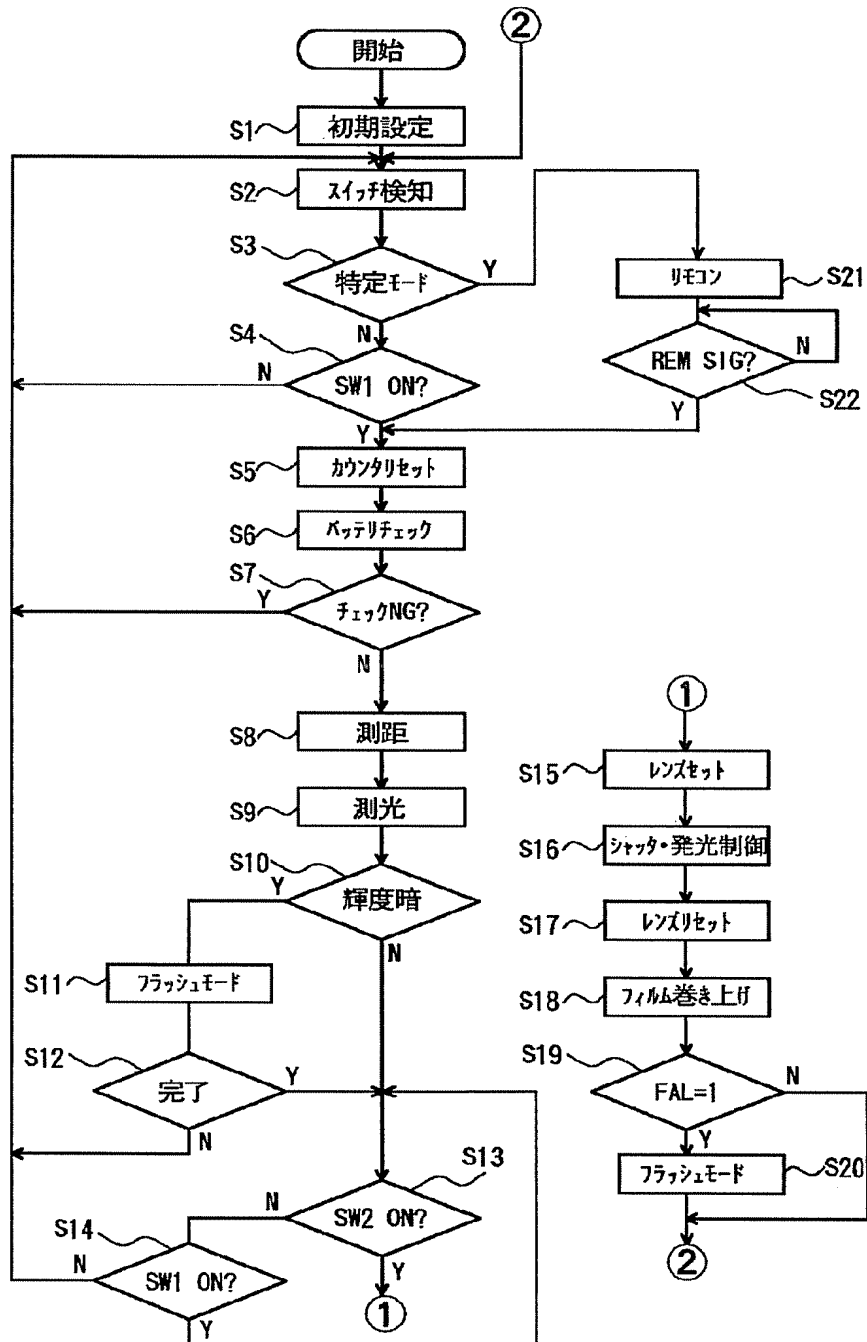 ②
開始
S1
初期設定
S2
スイッチ検知
S3
特定モード
Y
N
S21
リモコン
S4
SW1 ON?
N
Y
REM SIG?
N
S22
Y
S5
カウンタリセット
S6
バッテリチェック
S7
チェックNG?
Y
N
S8
測距
S9
測光
S10
輝度暗
Y
N
S11
フラッシュモード
S12
完了
Y
N
S13
SW2 ON?
N
Y
①
S14
SW1 ON?
N
Y
①
S15
レンズセット
S16
シャッタ・発光制御
S17
レンズリセット
S18
フィルム巻き上げ
S19
FAL=1
N
Y
フラッシュモード
S20
②